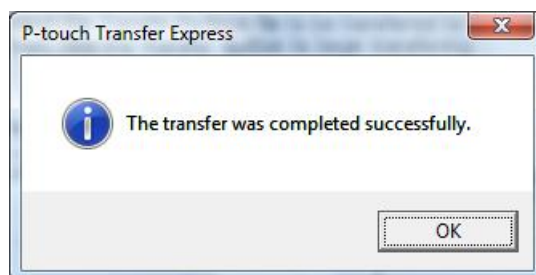 P-touch Transfer Express
The transfer was completed successfully.
OK